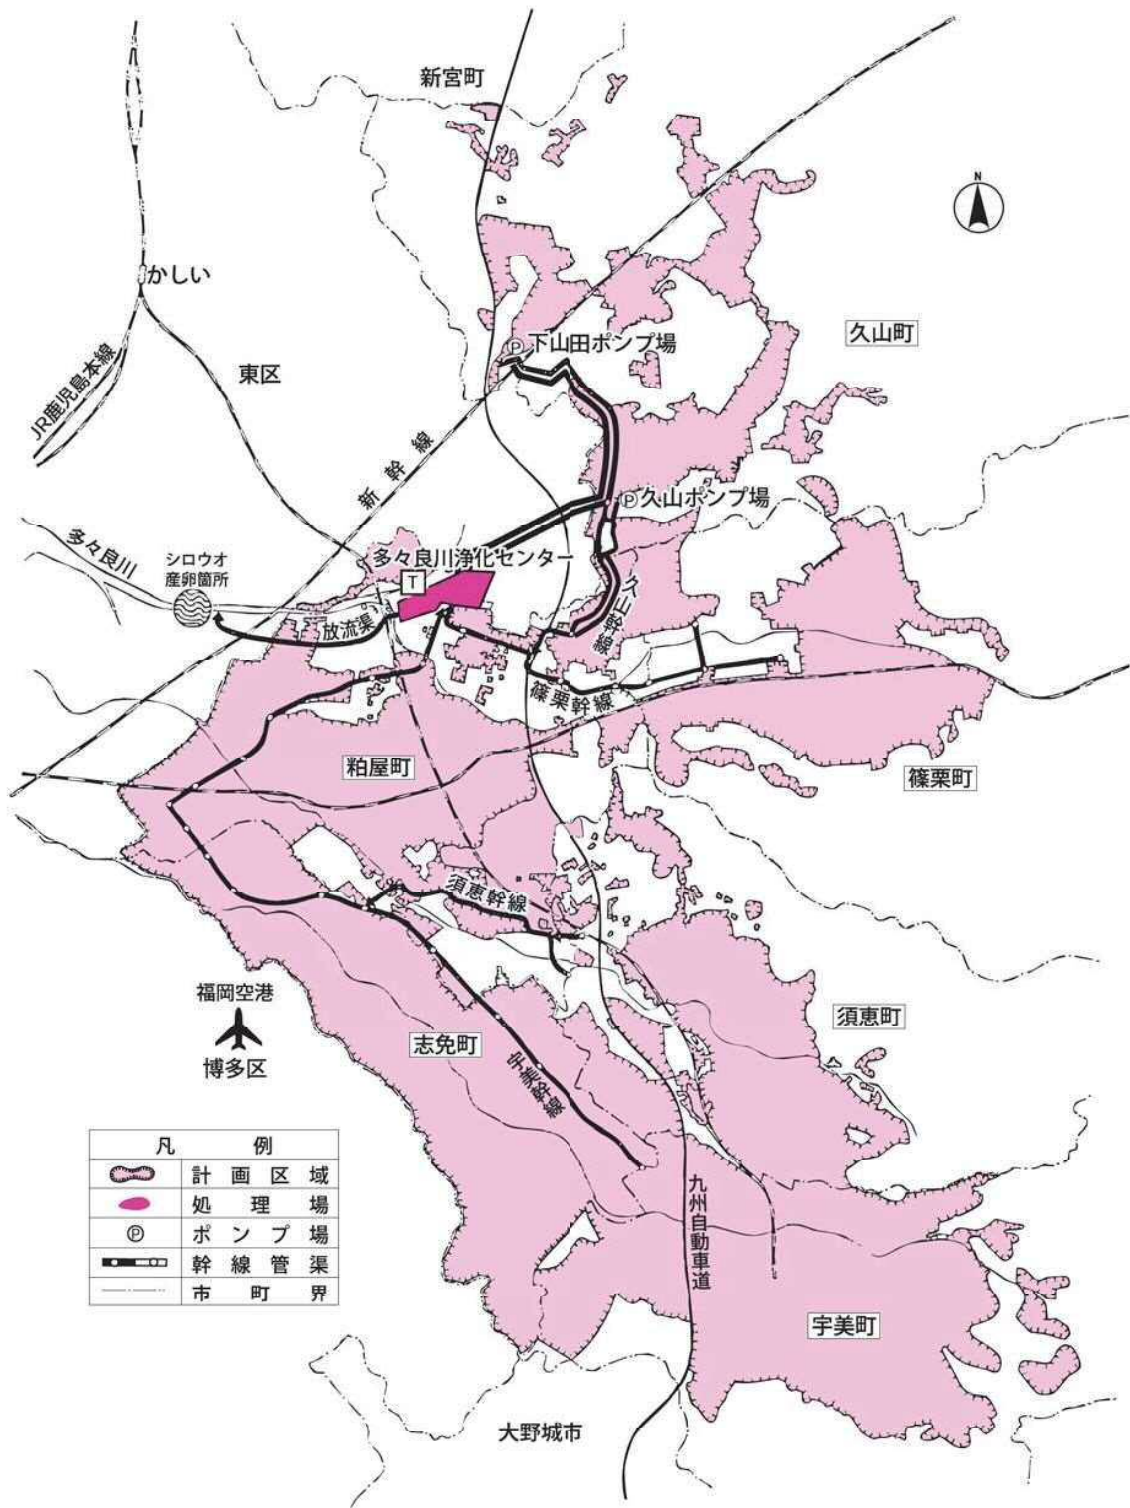 新宮町
N
かしい
久山町
Ⓟ下山田ポンプ場
東区
JR鹿児島本線
新幹線
Ⓟ久山ポンプ場
多々良川
シロウオ
産卵箇所
多々良川浄化センター
T
久山幹線
放流渠
篠栗幹線
粕屋町
篠栗町
須恵幹線
福岡空港
博多区
志免町
須恵町
宇美幹線
九州自動車道
凡例
計画区域
処理場
Ⓟ ポンプ場
幹線管渠
市町界
宇美町
大野城市